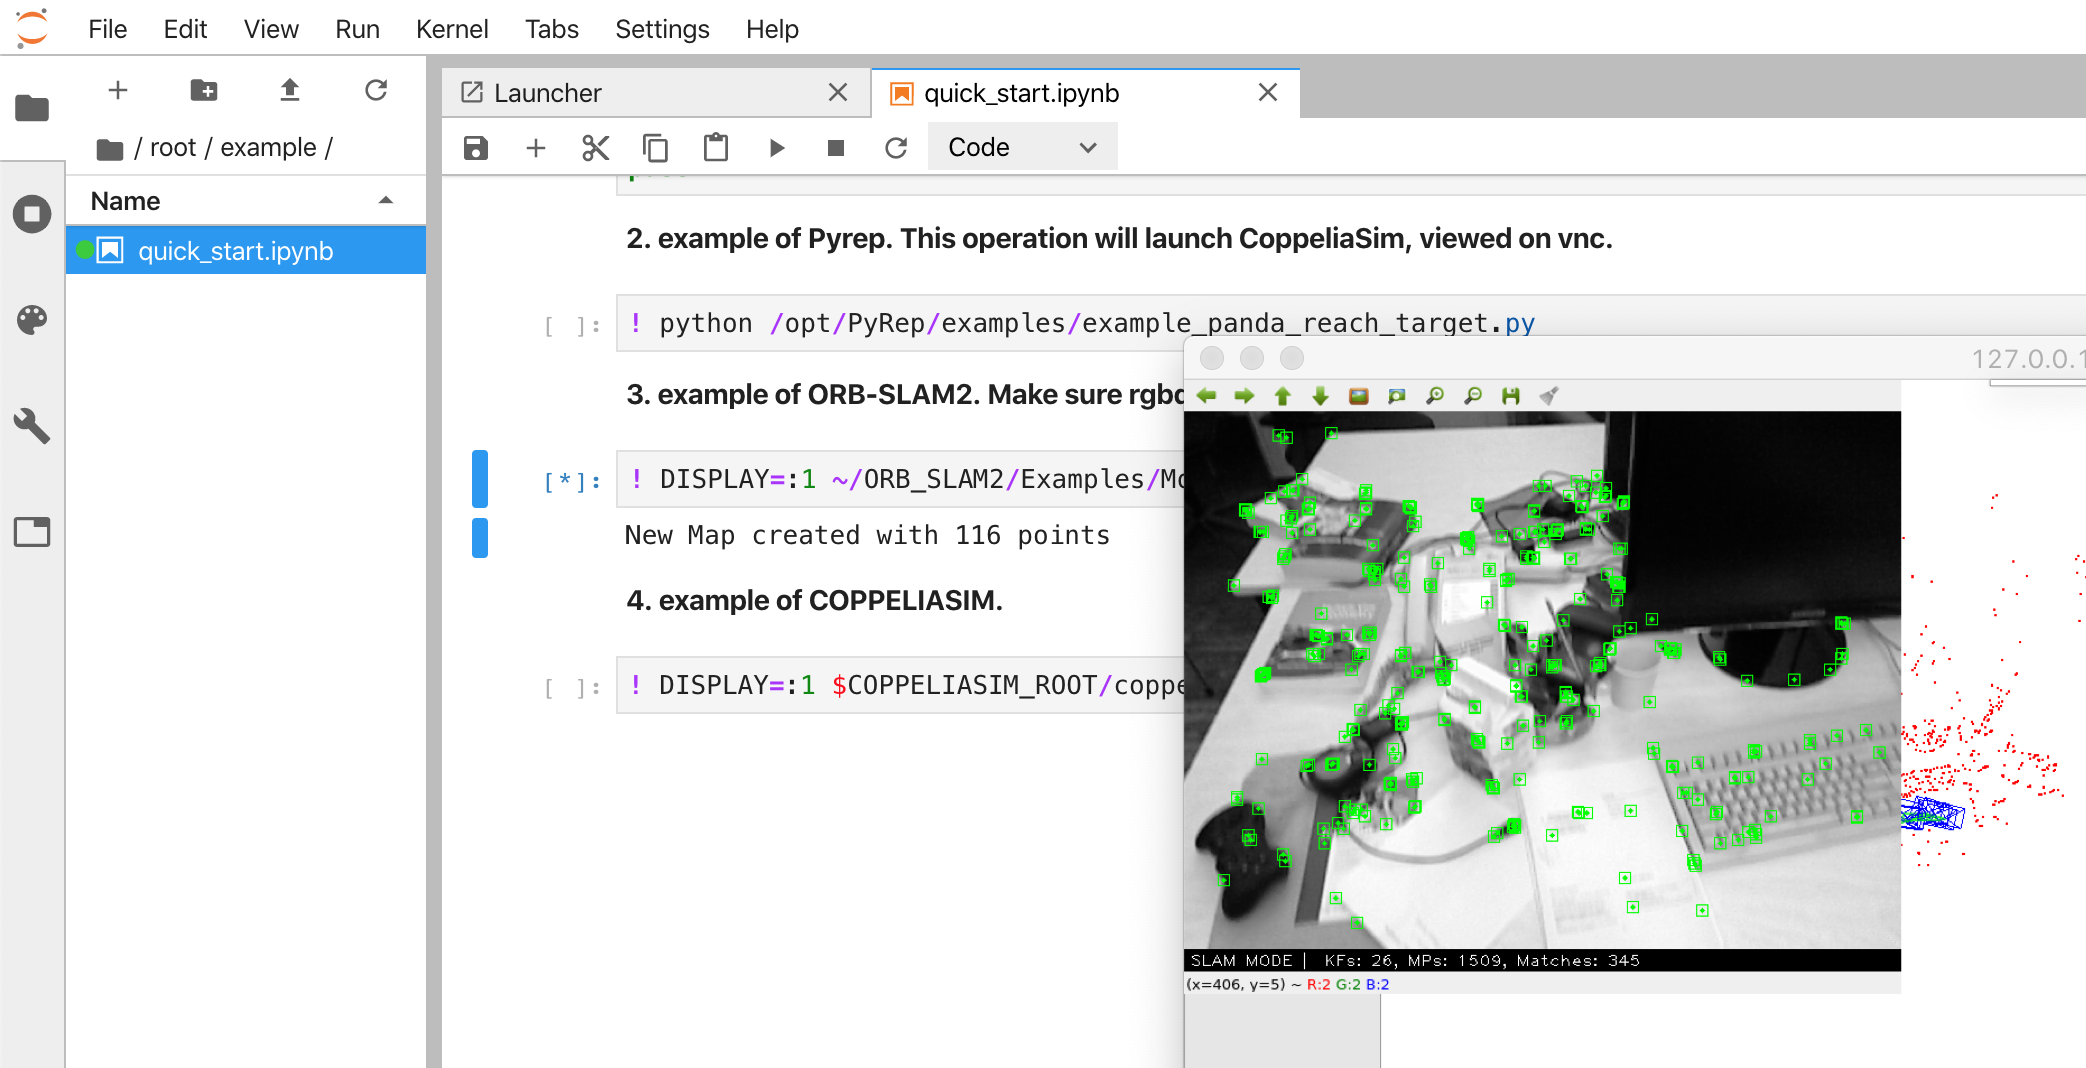 File Edit View Run Kernel Tabs Settings Help
/ root / example /
Name
quick_start.ipynb
Launcher
quick_start.ipynb
Code
2. example of Pyrep. This operation will launch CoppeliaSim, viewed on vnc.
[ ]: ! python /opt/PyRep/examples/example_panda_reach_target.py
127.0.0.1
3. example of ORB-SLAM2. Make sure
[*]: ! DISPLAY=:1 ~/ORB_SLAM2/Examples/
New Map created with 116 points
4. example of COPPELIASIM.
[ ]: ! DISPLAY=:1 $COPPELIASIM_ROOT/
SLAM MODE | KFs: 26, MPs: 1509, Matches: 345
(x=406, y=5) ~ R:2 G:2 B:2